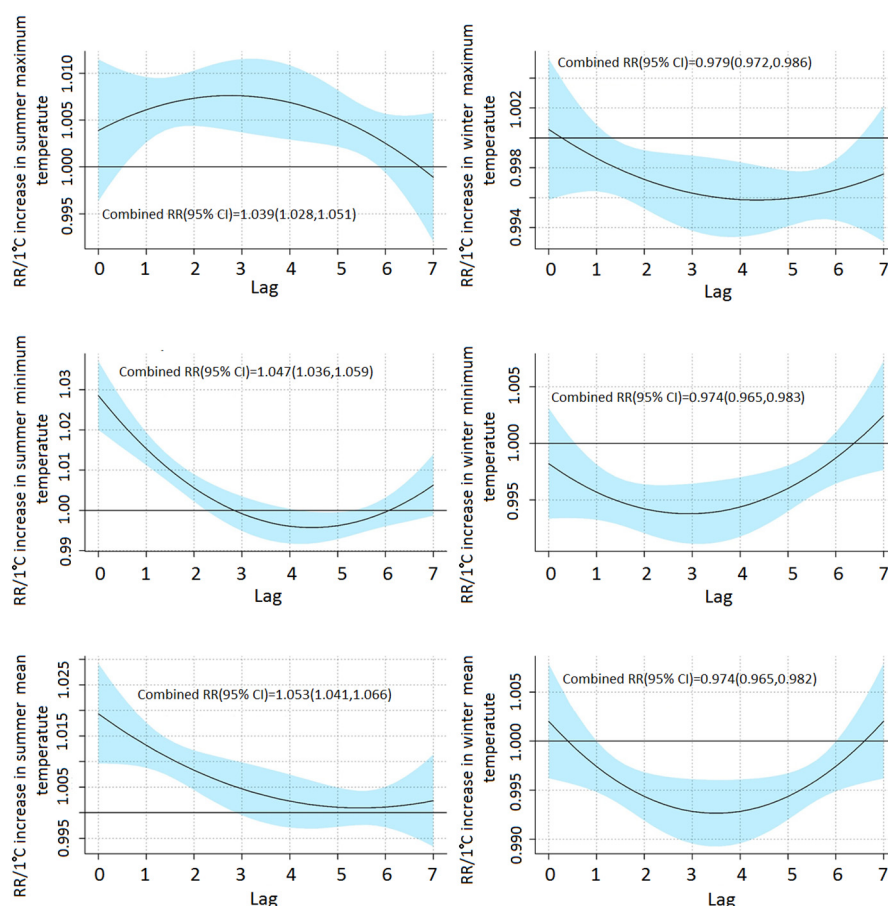 RR/1°C increase in summer maximum
temperatute
1.010
1.005
1.000
0.995
Combined RR(95% CI)=1.039(1.028,1.051)
0 1 2 3 4 5 6 7
Lag
RR/1°C increase in winter maximum
temperatute
Combined RR(95% CI)=0.979(0.972,0.986)
1.002
0.998
0.994
0 1 2 3 4 5 6 7
Lag
RR/1°C increase in summer minimum
temperatute
Combined RR(95% CI)=1.047(1.036,1.059)
1.03
1.02
1.01
1.00
0.99
0 1 2 3 4 5 6 7
Lag
RR/1°C increase in winter minimum
temperatute
Combined RR(95% CI)=0.974(0.965,0.983)
1.005
1.000
0.995
0 1 2 3 4 5 6 7
Lag
RR/1°C increase in summer mean
temperatute
Combined RR(95% CI)=1.053(1.041,1.066)
1.025
1.015
1.005
0.995
0 1 2 3 4 5 6 7
Lag
RR/1°C increase in winter mean
temperatute
Combined RR(95% CI)=0.974(0.965,0.982)
1.005
1.000
0.995
0.990
0 1 2 3 4 5 6 7
Lag